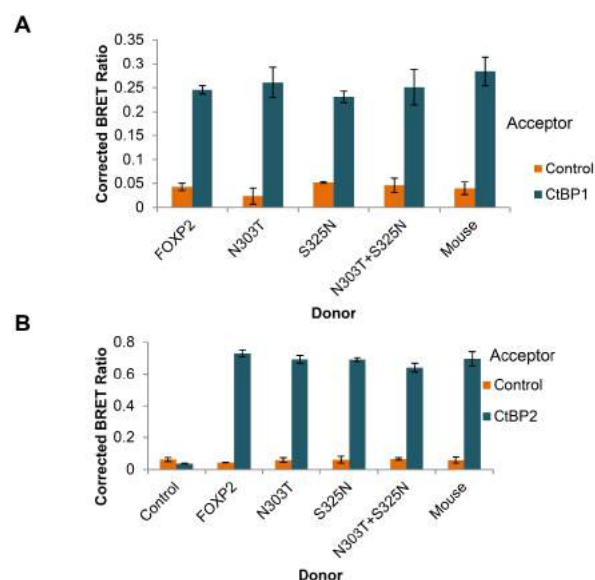 A
Corrected BRET Ratio
0.35
0.3
0.25
0.2
0.15
0.1
0.05
0
FOXP2
N303T
S325N
N303T+S325N
Mouse
Donor
Acceptor
Control
CtBP1
B
Corrected BRET Ratio
0.8
0.6
0.4
0.2
0
Control
FOXP2
N303T
S325N
N303T+S325N
Mouse
Donor
Acceptor
Control
CtBP2